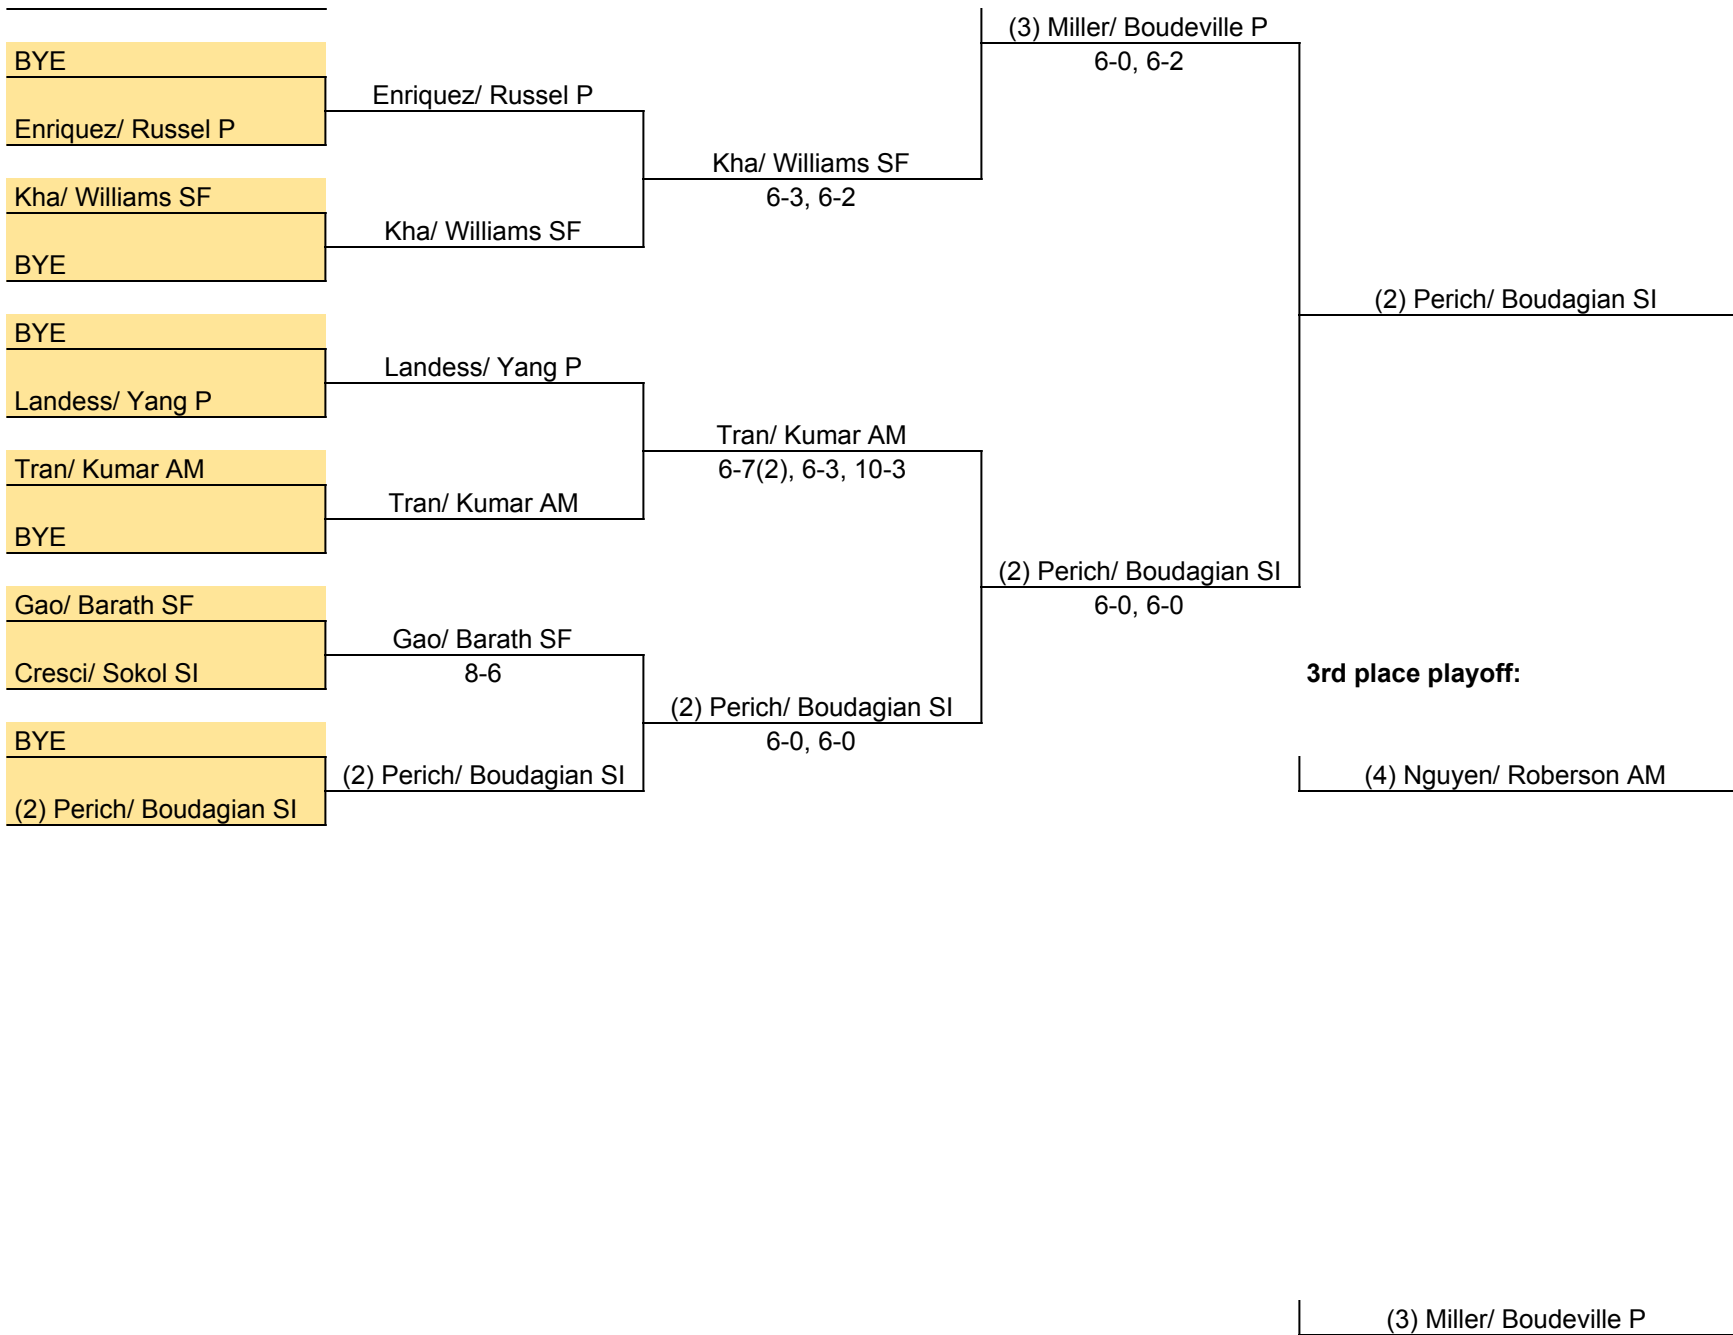 (3) Miller/ Boudeville P
BYE
6-0, 6-2
Enriquez/ Russel P
Enriquez/ Russel P
Kha/ Williams SF
Kha/ Williams SF
6-3, 6-2
Kha/ Williams SF
BYE
(2) Perich/ Boudagian SI
BYE
Landess/ Yang P
Landess/ Yang P
Tran/ Kumar AM
Tran/ Kumar AM
6-7(2), 6-3, 10-3
Tran/ Kumar AM
BYE
(2) Perich/ Boudagian SI
Gao/ Barath SF
6-0, 6-0
Gao/ Barath SF
Cresci/ Sokol SI
8-6
3rd place playoff:
(2) Perich/ Boudagian SI
BYE
6-0, 6-0
(2) Perich/ Boudagian SI
(4) Nguyen/ Roberson AM
(2) Perich/ Boudagian SI
(3) Miller/ Boudeville P